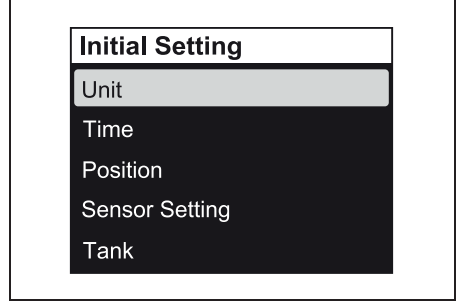 Initial Setting
Unit
Time
Position
Sensor Setting
Tank